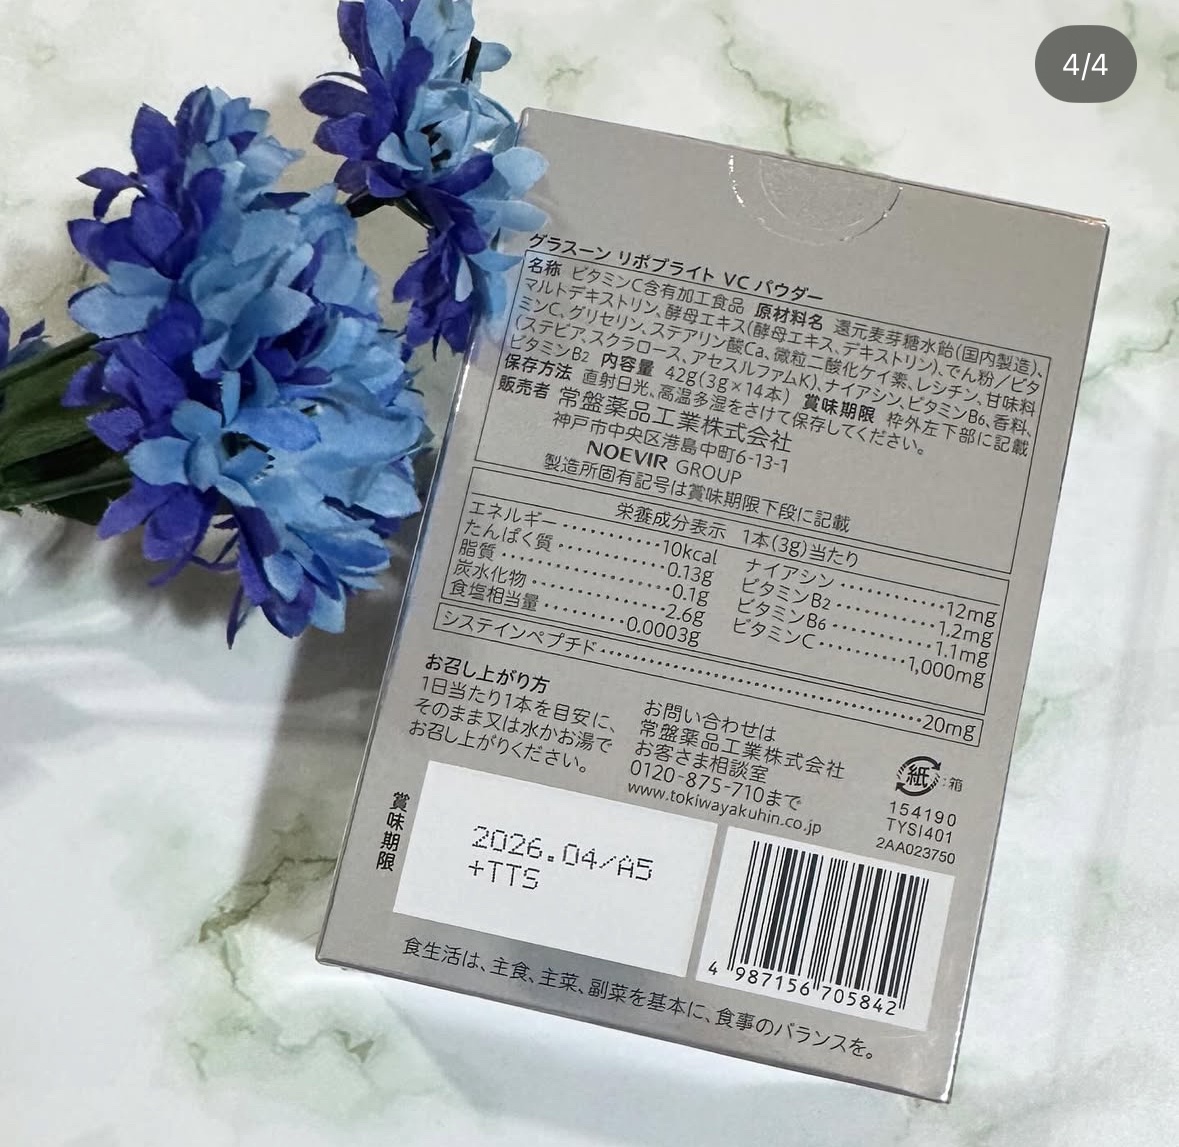 4/4
グラスーン リポブライト VC パウダー
名称 ビタミンC含有加工食品 原材料名 還元麦芽糖水飴(国内製造)、
マルトデキストリン、酵母エキス(酵母エキス、デキストリン)、でん粉/ビタ
ミンC、グリセリン、ステアリン酸Ca、微粒二酸化ケイ素、レシチン、甘味料
(ステビア、スクラロース、アセスルファムK)、ナイアシン、ビタミンB6、香料、
ビタミンB2 内容量 42g(3g×14本) 賞味期限 枠外左下部に記載
保存方法 直射日光、高温多湿をさけて保存してください。
販売者 常盤薬品工業株式会社
神戸市中央区港島中町6-13-1
NOEVIR GROUP
製造所固有記号は賞味期限下段に記載
栄養成分表示 1本(3g)当たり
エネルギー……………10kcal
たんぱく質……………0.13g
脂質……………0.1g
炭水化物……………2.6g
食塩相当量……………0.0003g
ナイアシン……………12mg
ビタミンB2……………1.2mg
ビタミンB6……………1.1mg
ビタミンC……………1,000mg
システインペプチド……………20mg
お召し上がり方
1日当たり1本を目安に、
そのまま又は水かお湯で
お召し上がりください。
お問い合わせは
常盤薬品工業株式会社
お客さま相談室
0120-875-710まで
www.tokiwayakuhin.co.jp
紙:箱
154190
TYSI401
2AA023750
賞味期限
2026.04/A5
+TTS
4 987156 705842
食生活は、主食、主菜、副菜を基本に、食事のバランスを。